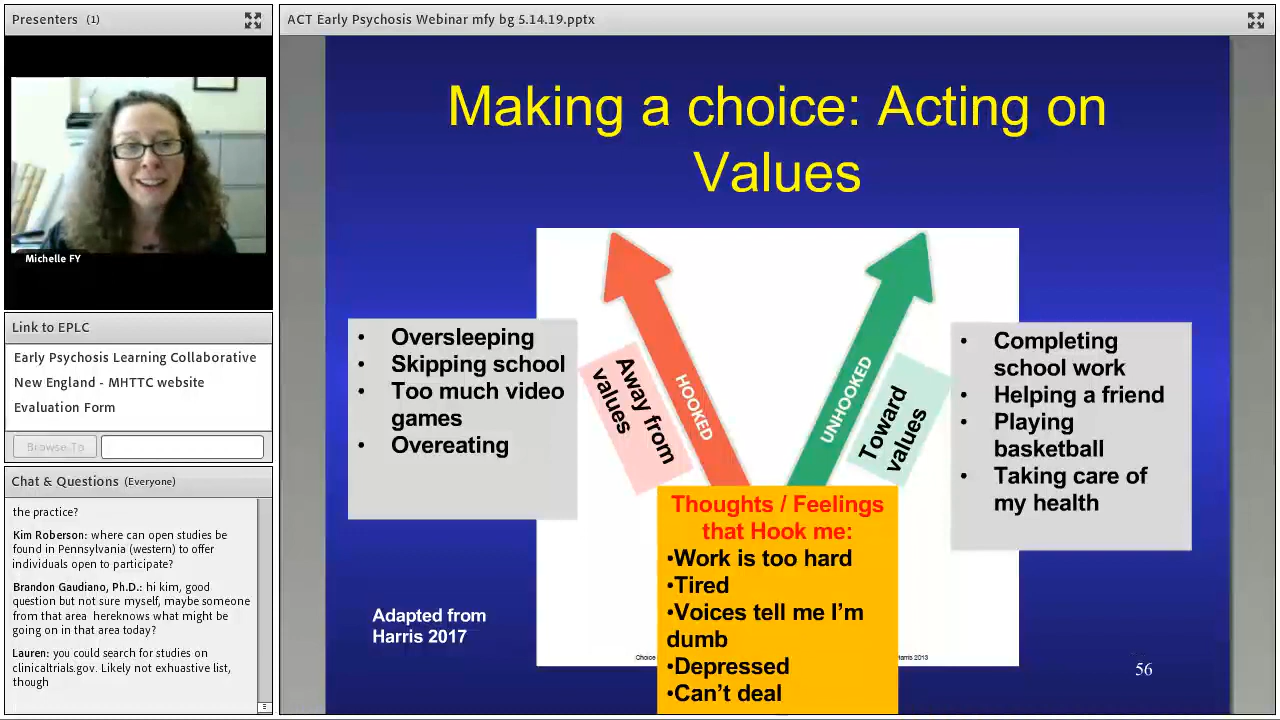 Presenters (1)
Michelle FY
Link to EPLC
Early Psychosis Learning Collaborative
New England - MHTTC website
Evaluation Form
Browse To
Chat & Questions (Everyone)
the practice?
Kim Roberson: where can open studies be
found in Pennsylvania (western) to offer
individuals open to participate?
Brandon Gaudiano, Ph.D.: hi kim, good
question but not sure myself, maybe someone
from that area hereknows what might be
going on in that area today?
Lauren: you could search for studies on
clinicaltrials.gov. Likely not exhuastive list,
though
ACT Early Psychosis Webinar mfy bg 5.14.19.pptx
Making a choice: Acting on
Values
• Oversleeping
• Skipping school
• Too much video
games
• Overeating
Away from
values
HOOKED
UNHOOKED
Toward
values
• Completing
school work
• Helping a friend
• Playing
basketball
• Taking care of
my health
Thoughts / Feelings
that Hook me:
•Work is too hard
•Tired
•Voices tell me I'm
dumb
•Depressed
•Can't deal
Adapted from
Harris 2017
Choice
Harris 2013
56